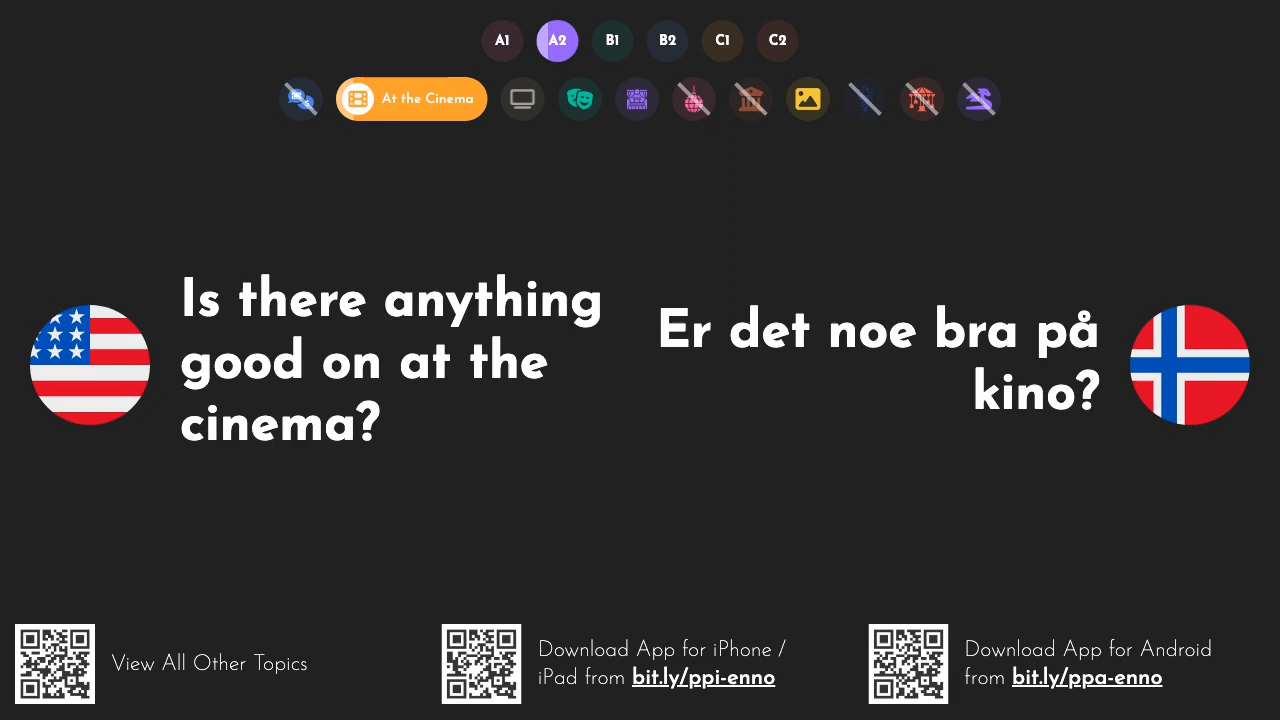 A1 A2 B1 B2 C1 C2
At the Cinema
Is there anything
good on at the
cinema?
Er det noe bra på
kino?
View All Other Topics
Download App for iPhone /
iPad from bit.ly/ppi-enno
Download App for Android
from bit.ly/ppa-enno